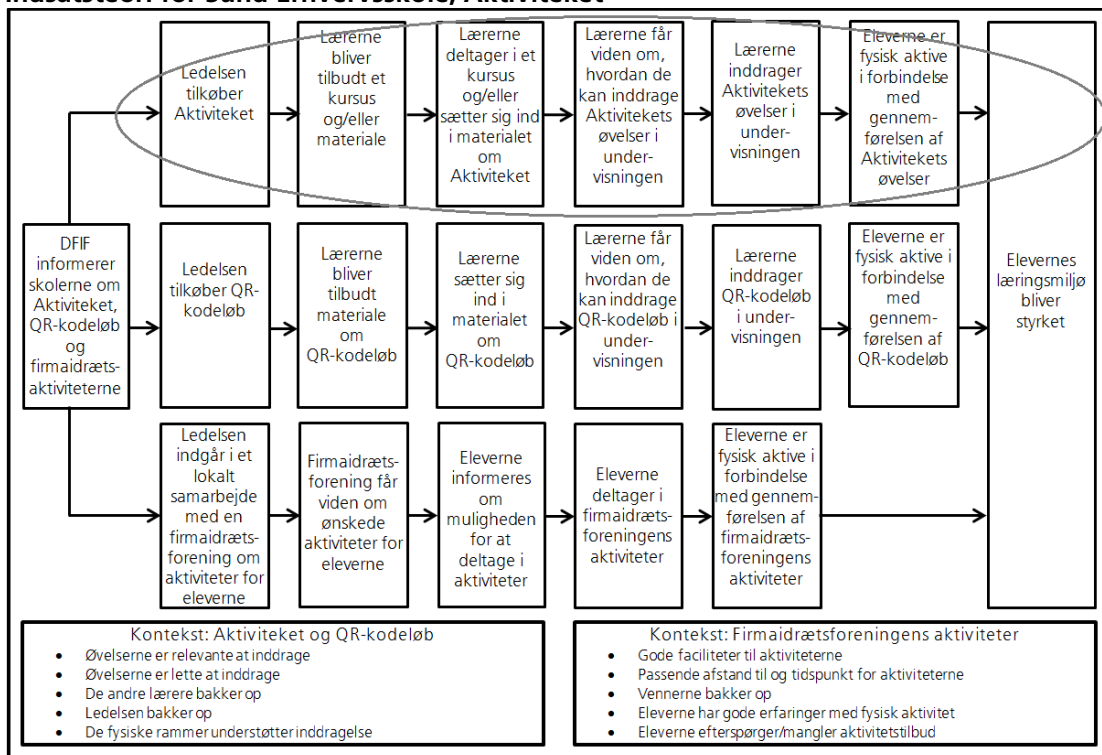 Indsatsteori for Sund Erhvervsskole, Aktiviteket
Ledelsen
tilkøber
Aktiviteket
Lærerne
bliver
tilbudt et
kursus
og/eller
materiale
Lærerne
deltager i et
kursus
og/eller
sætter sig ind
i materialet
om
Aktiviteket
Lærerne får
viden om,
hvordan de
kan inddrage
Aktivitekets
øvelser i
under-
visningen
Lærerne
inddrager
Aktivitekets
øvelser i
under-
visningen
Eleverne er
fysisk aktive
i forbindelse
med
gennem-
førelsen af
Aktivitekets
øvelser
DFIF
informerer
skolerne om
Aktiviteket,
QR-kodeløb
og
firmaidræts-
aktiviteterne
Ledelsen
tilkøber QR-
kodeløb
Lærerne
bliver
tilbudt
materiale
om
QR-kodeløb
Lærerne
sætter sig
ind i
materialet
om
QR-kodeløb
Lærerne får
viden om,
hvordan de
kan inddrage
QR-kodeløb i
under-
visningen
Lærerne
inddrager
QR-kodeløb
i under-
visningen
Eleverne er
fysisk aktive i
forbindelse
med
gennem-
førelsen af
QR-kodeløb
Elevernes
læringsmiljø
bliver
styrket
Ledelsen
indgår i et
lokalt
samarbejde
med en
firmaidræts-
forening om
aktiviteter for
eleverne
Firmaidræts-
forening får
viden om
ønskede
aktiviteter for
eleverne
Eleverne
informeres
om
muligheden
for at
deltage i
aktiviteter
Eleverne
deltager i
firmaidræts-
foreningens
aktiviteter
Eleverne er
fysisk aktive i
forbindelse
med gennem-
førelsen af
firmaidræts-
foreningens
aktiviteter
Kontekst: Aktiviteket og QR-kodeløb
• Øvelserne er relevante at inddrage
• Øvelserne er lette at inddrage
• De andre lærere bakker op
• Ledelsen bakker op
• De fysiske rammer understøtter inddragelse
Kontekst: Firmaidrætsforeningens aktiviteter
• Gode faciliteter til aktiviteterne
• Passende afstand til og tidspunkt for aktiviteterne
• Vennerne bakker op
• Eleverne har gode erfaringer med fysisk aktivitet
• Eleverne efterspørger/mangler aktivitetstilbud